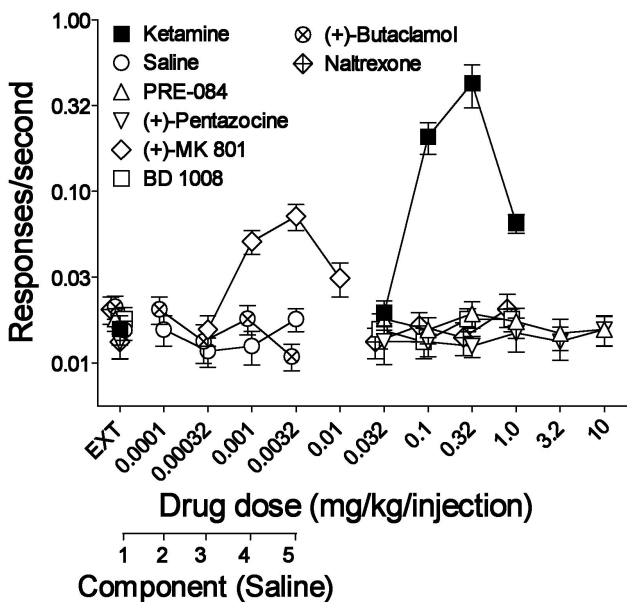 1.00
0.32
0.10
0.03
0.01
Responses/second
Ketamine
Saline
PRE-084
(+)-Pentazocine
(+)-MK 801
BD 1008
(+)-Butaclamol
Naltrexone
EXT
0.0001
0.00032
0.001
0.0032
0.01
0.032
0.1
0.32
1.0
3.2
10
Drug dose (mg/kg/injection)
1 2 3 4 5
Component (Saline)